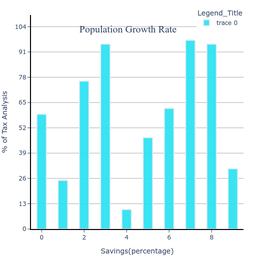 Legend_Title
trace 0
Population Growth Rate
104
91
78
65
52
39
26
13
0
% of Tax Analysis
0
2
4
6
8
Savings(percentage)